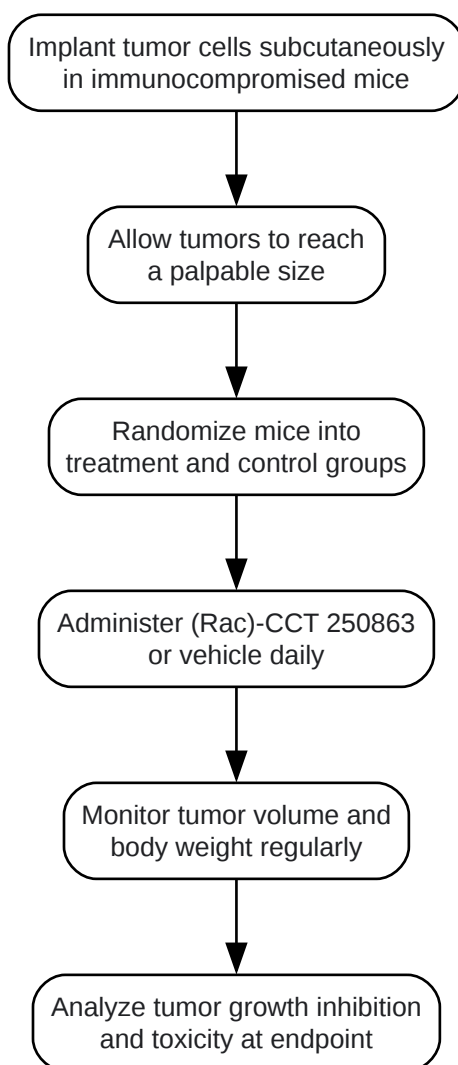 Implant tumor cells subcutaneously
in immunocompromised mice
Allow tumors to reach
a palpable size
Randomize mice into
treatment and control groups
Administer (Rac)-CCT 250863
or vehicle daily
Monitor tumor volume and
body weight regularly
Analyze tumor growth inhibition
and toxicity at endpoint